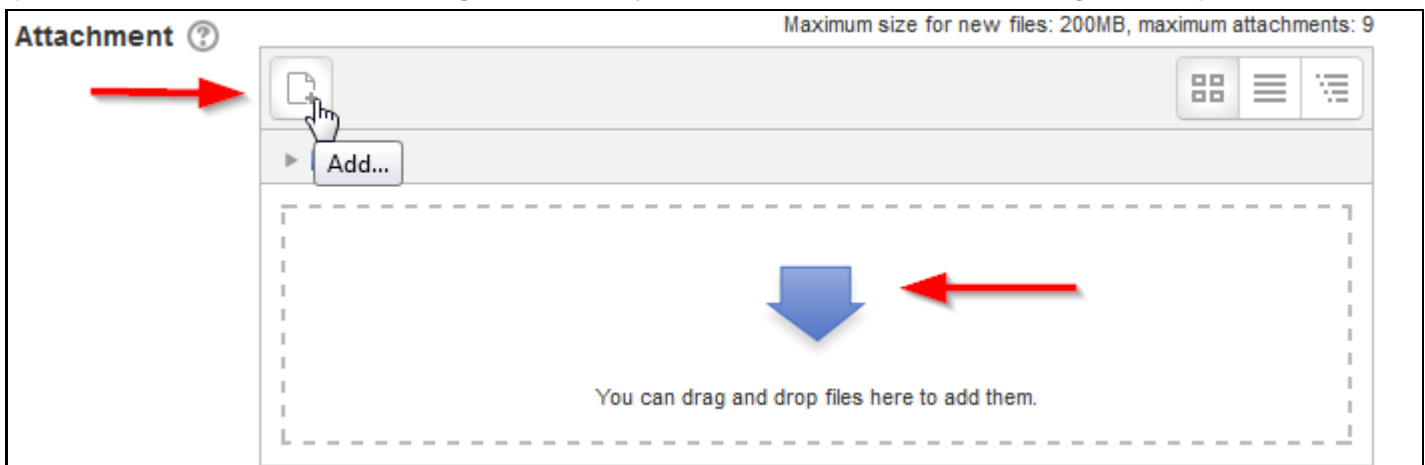 Maximum size for new files: 200MB, maximum attachments: 9
Attachment
Add...
You can drag and drop files here to add them.